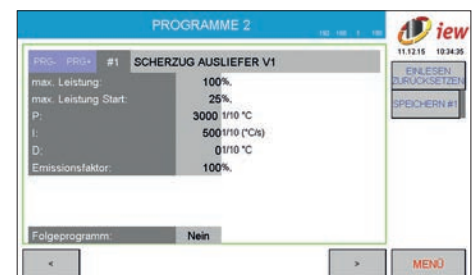 PROGRAMME 2
iew
11.12.15 10:34:35
PRG- PRG+ #1 SCHERZUG AUSLIEFER V1
EINLESEN
ZURÜCKSETZEN
max. Leistung: 100%.
max. Leistung Start: 25%.
SPEICHERN #1
P: 3000 1/10 °C
I: 500 1/10 (°C/s)
D: 0 1/10 °C
Emissionsfaktor: 100%.
Folgeprogramm: Nein
< > MENÜ